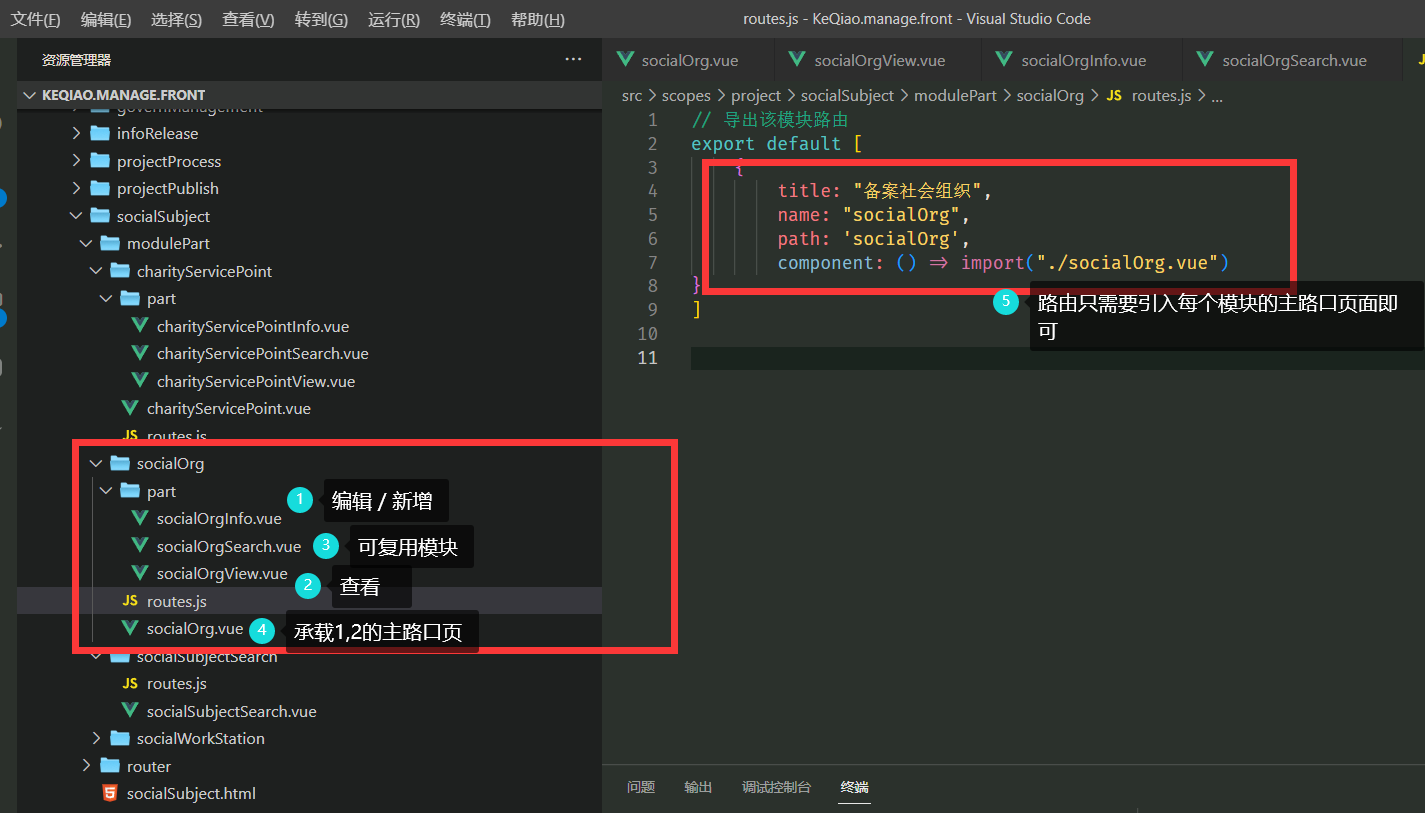 文件(F) 编辑(E) 选择(S) 查看(V) 转到(G) 运行(R) 终端(T) 帮助(H) routes.js - KeQiao.manage.front - Visual Studio Code
资源管理器 ···
KEQIAO.MANAGE.FRONT
governManagement
infoRelease
projectProcess
projectPublish
socialSubject
modulePart
charityServicePoint
part
charityServicePointInfo.vue
charityServicePointSearch.vue
charityServicePointView.vue
charityServicePoint.vue
JS routes.js
socialOrg
part
1 编辑 / 新增
socialOrgInfo.vue
socialOrgSearch.vue 3 可复用模块
socialOrgView.vue 2 查看
JS routes.js
socialOrg.vue 4 承载1,2的主路口页
socialSubjectSearch
JS routes.js
socialSubjectSearch.vue
socialWorkStation
router
socialSubject.html
socialOrg.vue socialOrgView.vue socialOrgInfo.vue socialOrgSearch.vue
src > scopes > project > socialSubject > modulePart > socialOrg > JS routes.js > ...
1 // 导出该模块路由
2 export default [
3 {
4 title: "备案社会组织",
5 name: "socialOrg",
6 path: 'socialOrg',
7 component: () => import("./socialOrg.vue")
8 }
9 ]
10
11
5 路由只需要引入每个模块的主路口页面即
可
问题 输出 调试控制台 终端